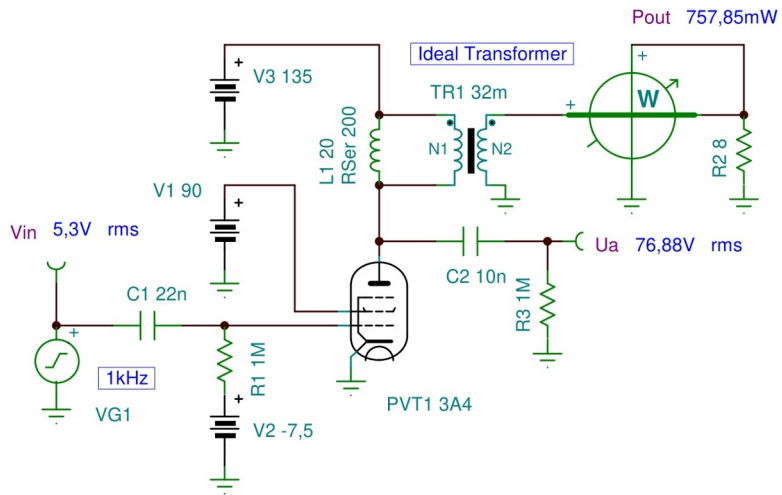 Pout 757,85mW
Ideal Transformer
V3 135
TR1 32m
W
L1 20
RSer 200
N1 N2
R2 8
V1 90
Vin 5,3V rms
Ua 76,88V rms
C2 10n
C1 22n
R3 1M
R1 1M
1kHz
VG1
PVT1 3A4
V2 -7,5